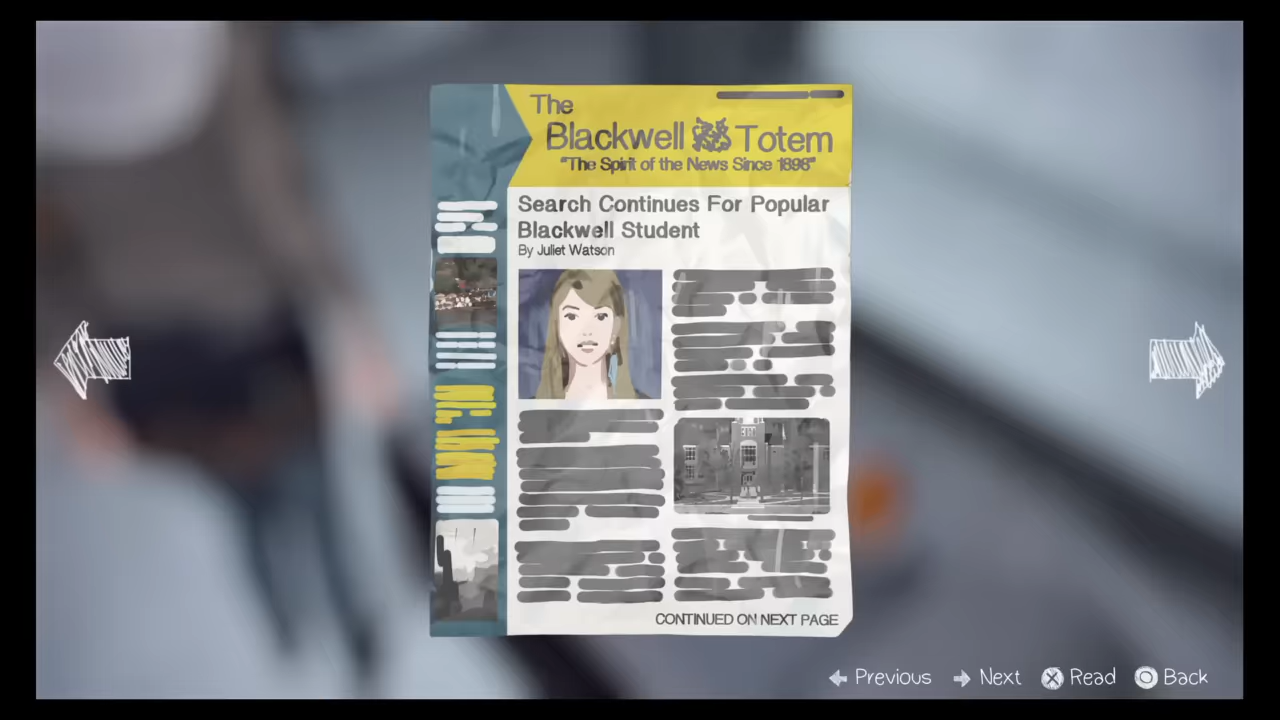 The
Blackwell Totem
"The Spirit of the News Since 1898"
Search Continues For Popular
Blackwell Student
By Juliet Watson
CONTINUED ON NEXT PAGE
Previous Next Read Back